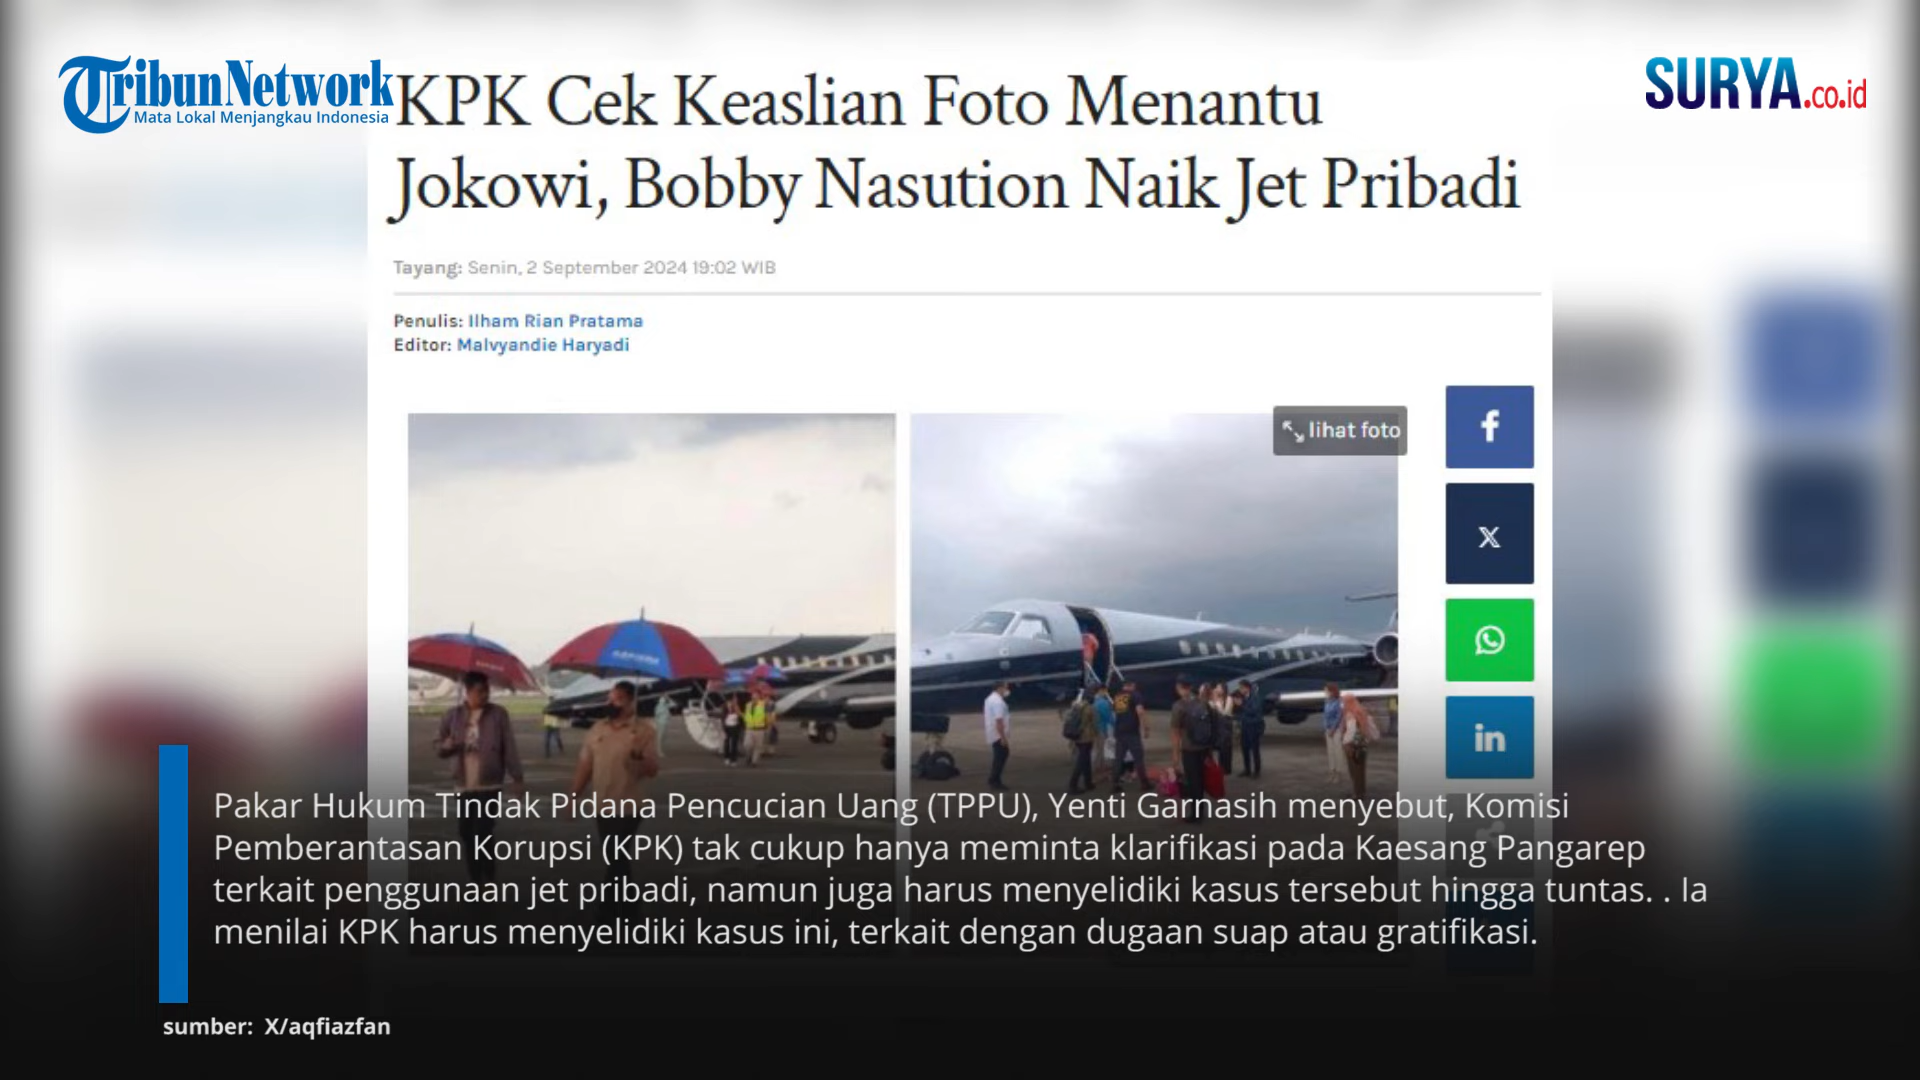 TribunNetwork
Mata Lokal Menjangkau Indonesia
SURYA.co.id
KPK Cek Keaslian Foto Menantu
Jokowi, Bobby Nasution Naik Jet Pribadi
Tayang: Senin, 2 September 2024 19:02 WIB
Penulis: Ilham Rian Pratama
Editor: Malvyandie Haryadi
lihat foto
f
X
in
Pakar Hukum Tindak Pidana Pencucian Uang (TPPU), Yenti Garnasih menyebut, Komisi
Pemberantasan Korupsi (KPK) tak cukup hanya meminta klarifikasi pada Kaesang Pangarep
terkait penggunaan jet pribadi, namun juga harus menyelidiki kasus tersebut hingga tuntas. . Ia
menilai KPK harus menyelidiki kasus ini, terkait dengan dugaan suap atau gratifikasi.
sumber: X/aqfiazfan